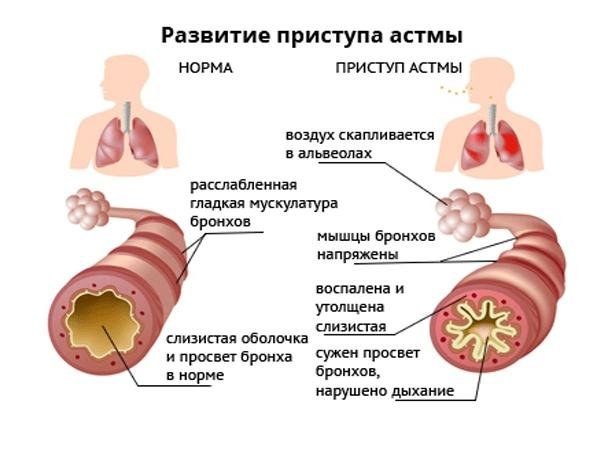 Развитие приступа астмы
НОРМА
ПРИСТУП АСТМЫ
воздух скапливается
в альвеолах
расслабленная
гладкая мускулатура
бронхов
мышцы бронхов
напряжены
воспалена и
утолщена
слизистая
слизистая оболочка
и просвет бронха
в норме
сужен просвет
бронхов,
нарушено дыхание